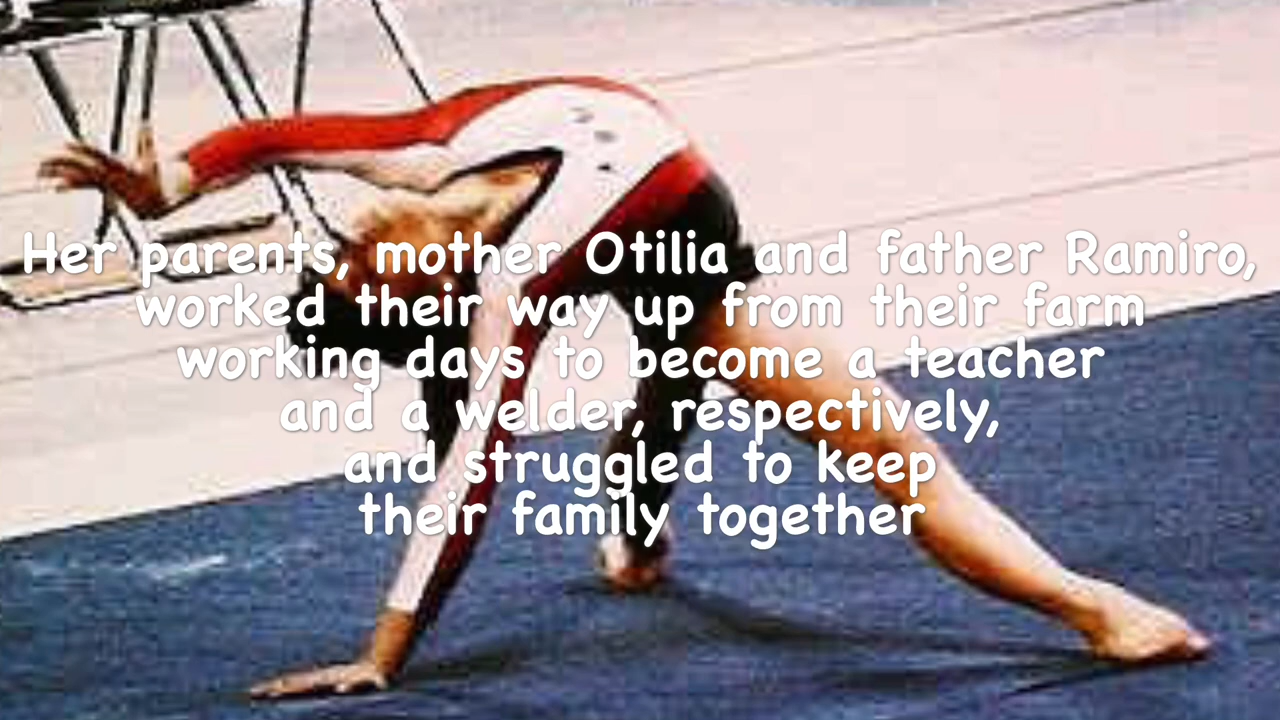 Her parents, mother Otilia and father Ramiro,
worked their way up from their farm
working days to become a teacher
and a welder, respectively,
and struggled to keep
their family together